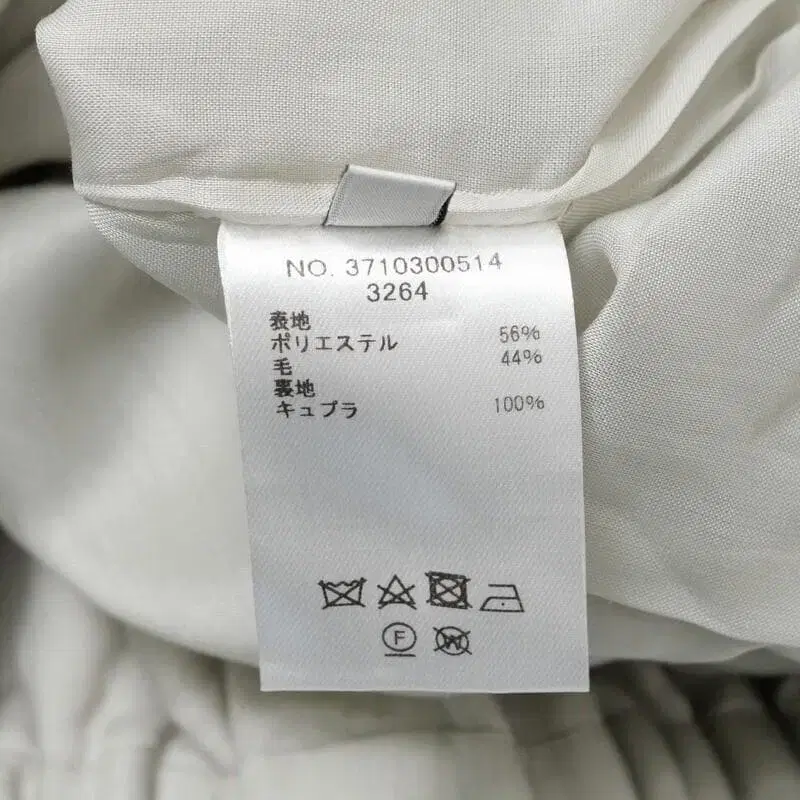 NO. 3710300514
3264
表地
ポリエステル 56%
毛 44%
裏地
キュプラ 100%
F W